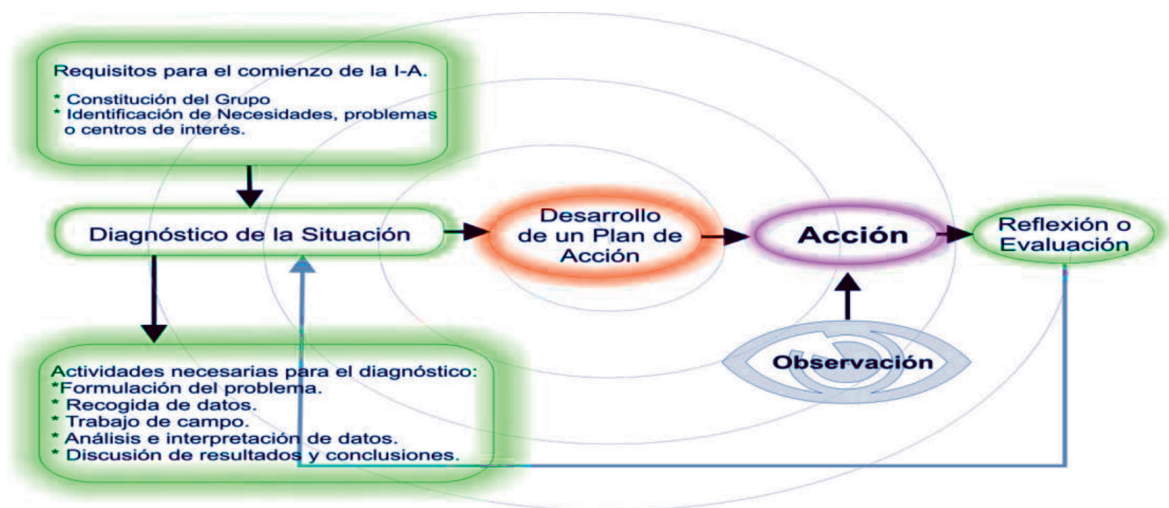 Requisitos para el comienzo de la I-A.
* Constitución del Grupo
* Identificación de Necesidades, problemas
o centros de interés.
Diagnóstico de la Situación
Desarrollo
de un Plan de
Acción
Acción
Reflexión o
Evaluación
Observación
Actividades necesarias para el diagnóstico:
*Formulación del problema.
* Recogida de datos.
* Trabajo de campo.
* Análisis e interpretación de datos.
* Discusión de resultados y conclusiones.